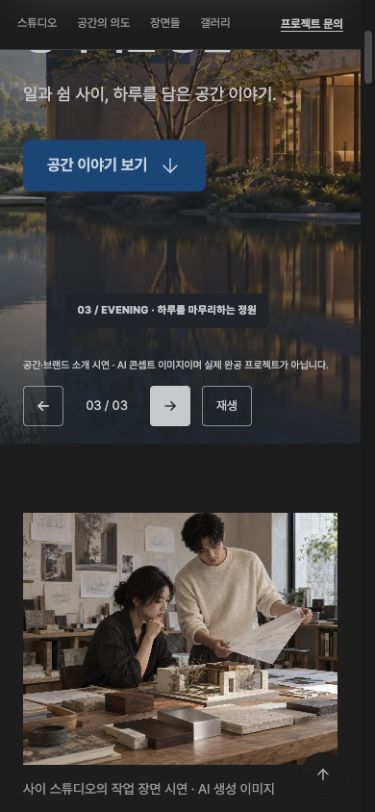 스튜디오
공간의 의도
장면들
갤러리
프로젝트 문의
일과 쉼 사이, 하루를 담은 공간 이야기.
공간 이야기 보기 ↓
03 / EVENING · 하루를 마무리하는 정원
공간·브랜드 소개 시연 · AI 콘셉트 이미지이며 실제 완공 프로젝트가 아닙니다.
← 03 / 03 → 재생
사이 스튜디오의 작업 장면 시연 · AI 생성 이미지
↑